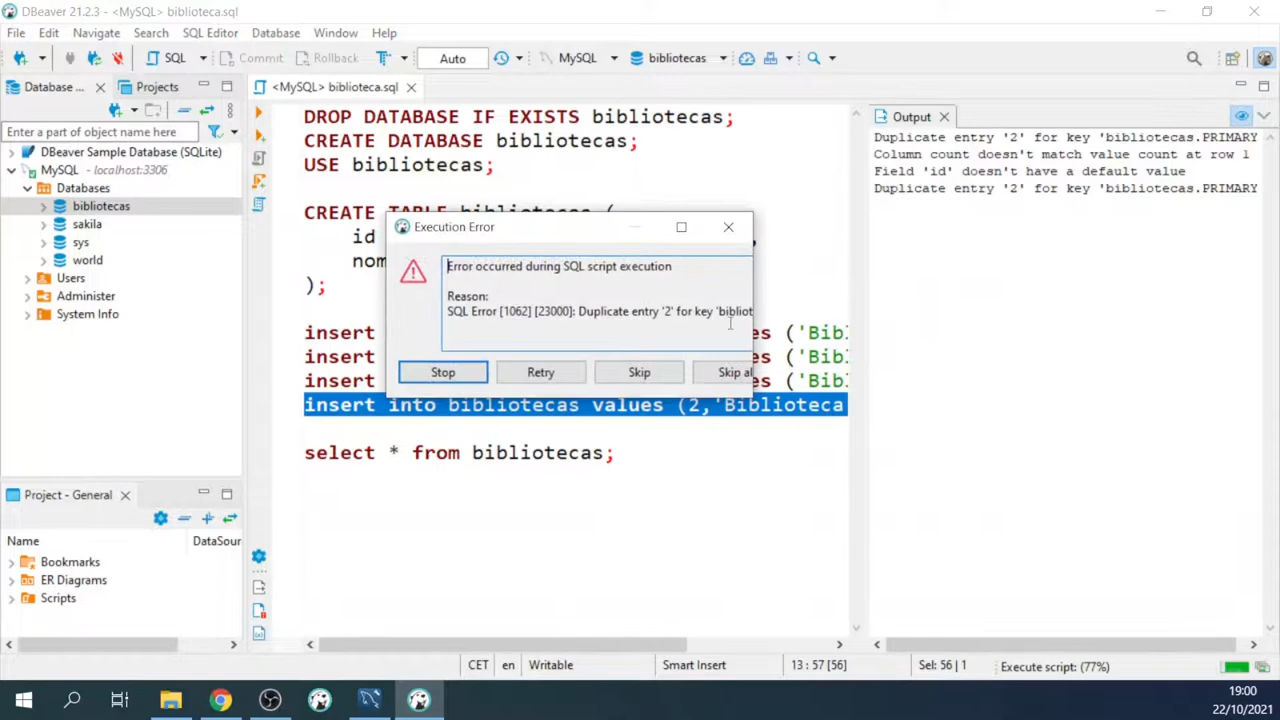 DBeaver 21.2.3 - <MySQL> biblioteca.sql
File Edit Navigate Search SQL Editor Database Window Help
SQL Commit Rollback Auto MySQL bibliotecas
Database ... Projects <MySQL> biblioteca.sql
Enter a part of object name here
DBeaver Sample Database (SQLite)
MySQL - localhost:3306
Databases
bibliotecas
sakila
sys
world
Users
Administer
System Info
Project - General
Name DataSour
Bookmarks
ER Diagrams
Scripts
DROP DATABASE IF EXISTS bibliotecas;
CREATE DATABASE bibliotecas;
USE bibliotecas;
CREATE TABLE bibliotecas (
id ,
nom
);
insert es ('Bib
insert es ('Bib
insert es ('Bib
insert into bibliotecas values (2,'Biblioteca
select * from bibliotecas;
Execution Error
Error occurred during SQL script execution
Reason:
SQL Error [1062] [23000]: Duplicate entry '2' for key 'bibliot
Stop Retry Skip Skip al
Output
Duplicate entry '2' for key 'bibliotecas.PRIMARY
Column count doesn't match value count at row 1
Field 'id' doesn't have a default value
Duplicate entry '2' for key 'bibliotecas.PRIMARY
CET en Writable Smart Insert 13 : 57 [56] Sel: 56 | 1 Execute script: (77%)
19:00
22/10/2021